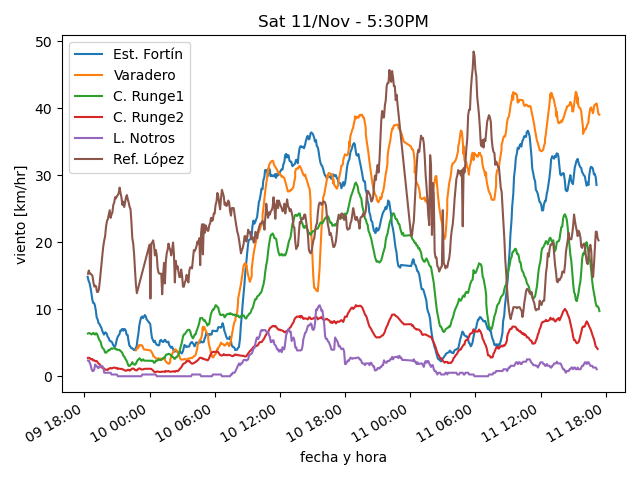 Sat 11/Nov - 5:30PM
50
40
30
20
10
0
viento [km/hr]
Est. Fortín
Varadero
C. Runge1
C. Runge2
L. Notros
Ref. López
09 18:00
10 00:00
10 06:00
10 12:00
10 18:00
11 00:00
11 06:00
11 12:00
11 18:00
fecha y hora